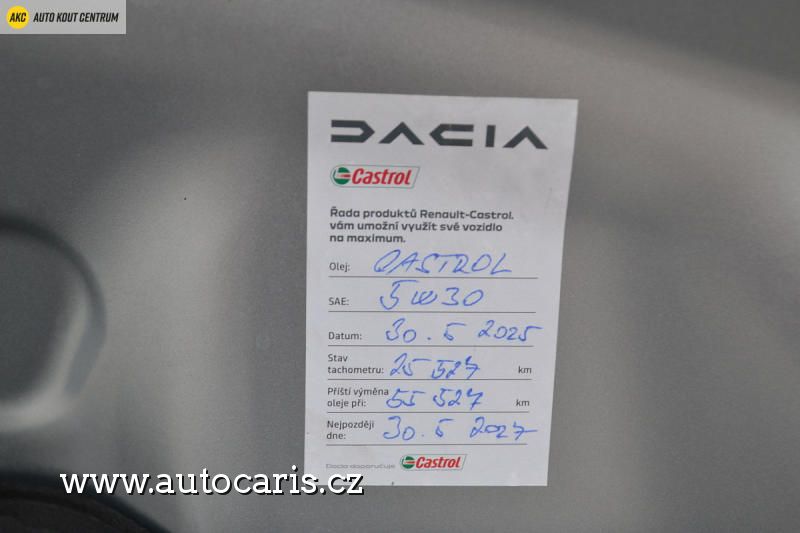 AKC AUTO KOUT CENTRUM
DACIA
Castrol
Řada produktů Renault-Castrol.
vám umožní využít své vozidlo
na maximum.
Olej: CASTROL
SAE: 5W30
Datum: 30.5 2025
Stav
tachometru: 25 527 km
Příští výměna
oleje při: 55 527 km
Nejpozději
dne: 30.5 2027
Dacia doporučuje Castrol
www.autocaris.cz